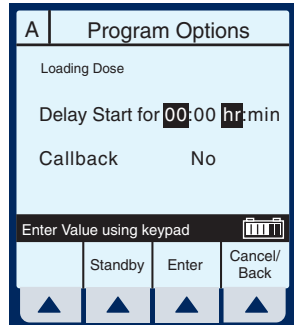 A Program Options
Loading Dose
Delay Start for 00:00 hr:min
Callback No
Enter Value using keypad
Standby Enter Cancel/
Back